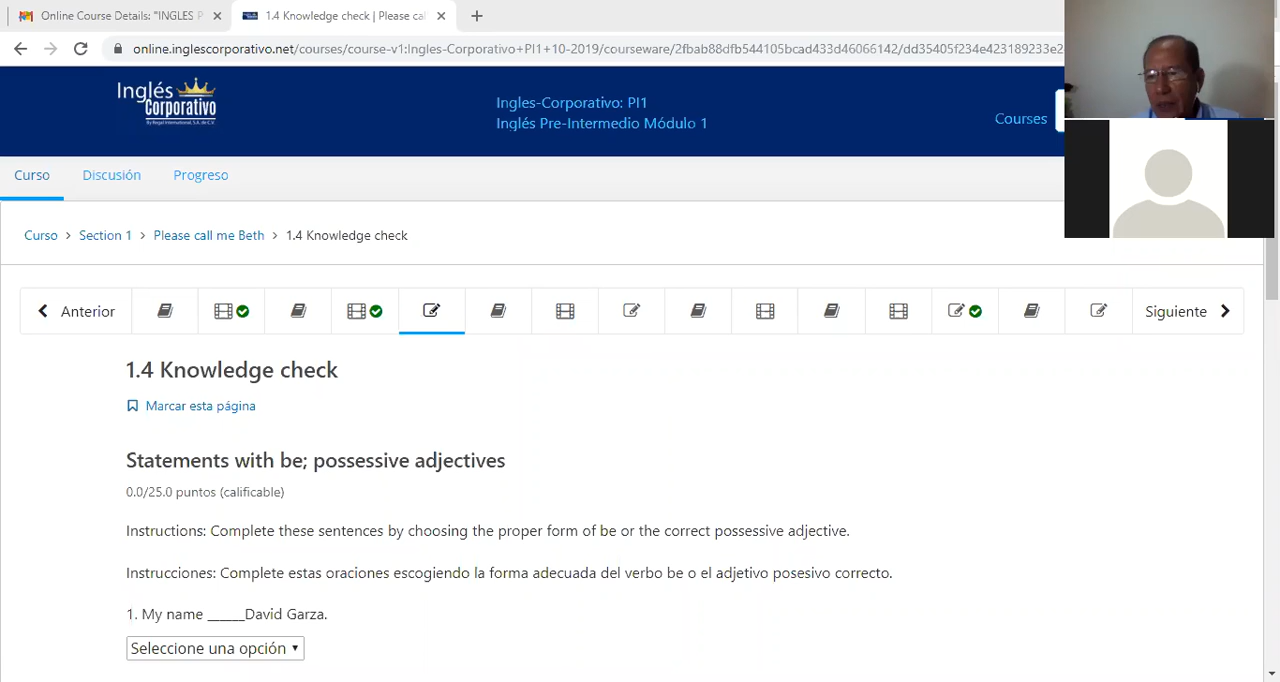 Online Course Details: "INGLES P
1.4 Knowledge check | Please cal
online.inglescorporativo.net/courses/course-v1:Ingles-Corporativo+PI1+10-2019/courseware/2fbab88dfb544105bcad433d46066142/dd35405f234e423189233e2
Inglés
Corporativo
By Regal International, S.A. de C.V.
Ingles-Corporativo: PI1
Inglés Pre-Intermedio Módulo 1
Courses
Curso
Discusión
Progreso
Curso > Section 1 > Please call me Beth > 1.4 Knowledge check
Anterior
Siguiente
1.4 Knowledge check
Marcar esta página
Statements with be; possessive adjectives
0.0/25.0 puntos (calificable)
Instructions: Complete these sentences by choosing the proper form of be or the correct possessive adjective.
Instrucciones: Complete estas oraciones escogiendo la forma adecuada del verbo be o el adjetivo posesivo correcto.
1. My name ______David Garza.
Seleccione una opción